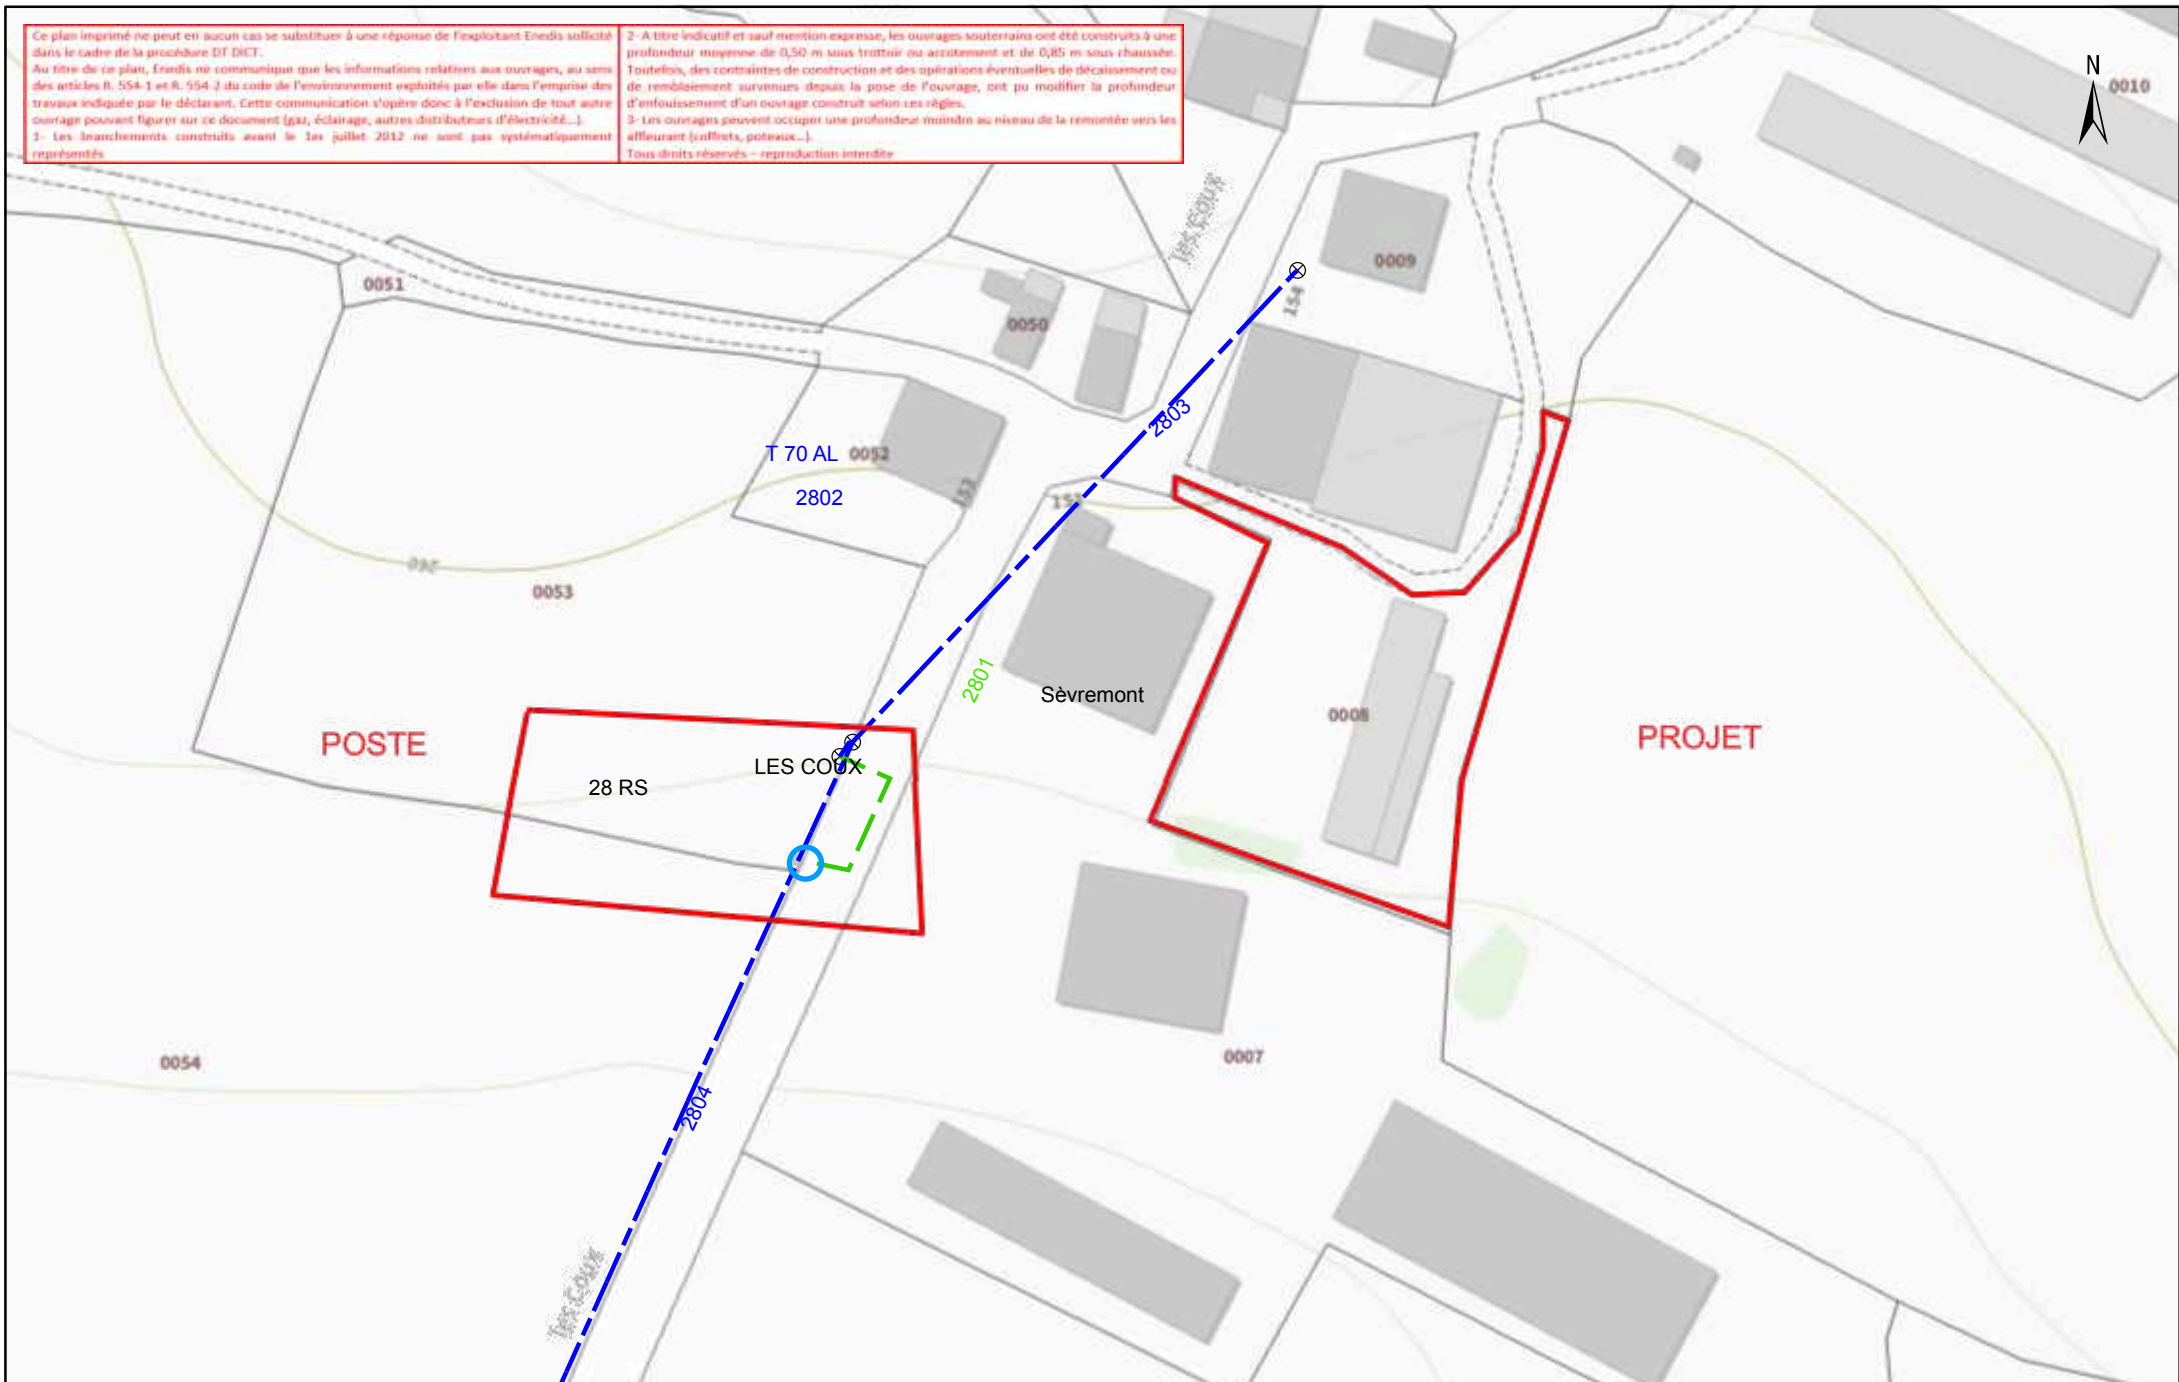 Ce plan imprimé ne peut en aucun cas se substituer à une réponse de l'exploitant Enedis sollicité
dans le cadre de la procédure DT DICT.
Au titre de ce plan, Enedis ne communique que les informations relatives aux ouvrages, au sens
des articles R. 554-1 et R. 554-2 du code de l'environnement exploités par elle dans l'emprise des
travaux indiquée par le déclarant. Cette communication s'opère donc à l'exclusion de tout autre
ouvrage pouvant figurer sur ce document (gaz, éclairage, autres distributeurs d'électricité...).
1- Les branchements construits avant le 1er juillet 2012 ne sont pas systématiquement
représentés
2- A titre indicatif et sauf mention expresse, les ouvrages souterrains ont été construits à une
profondeur moyenne de 0,50 m sous trottoir ou accotement et de 0,85 m sous chaussée.
Toutefois, des contraintes de construction et des opérations éventuelles de décaissement ou
de remblaiement survenues depuis la pose de l'ouvrage, ont pu modifier la profondeur
d'enfouissement d'un ouvrage construit selon ces règles.
3- Les ouvrages peuvent occuper une profondeur moindre au niveau de la remontée vers les
affleurant (coffrets, poteaux...).
Tous droits réservés – reproduction interdite
N
0010
Les Coux
0009
0051
154
0050
2803
T 70 AL
0052
2802
152
0053
2801
Sèvremont
0008
POSTE
PROJET
LES COUX
28 RS
0007
0054
2804
Les Coux